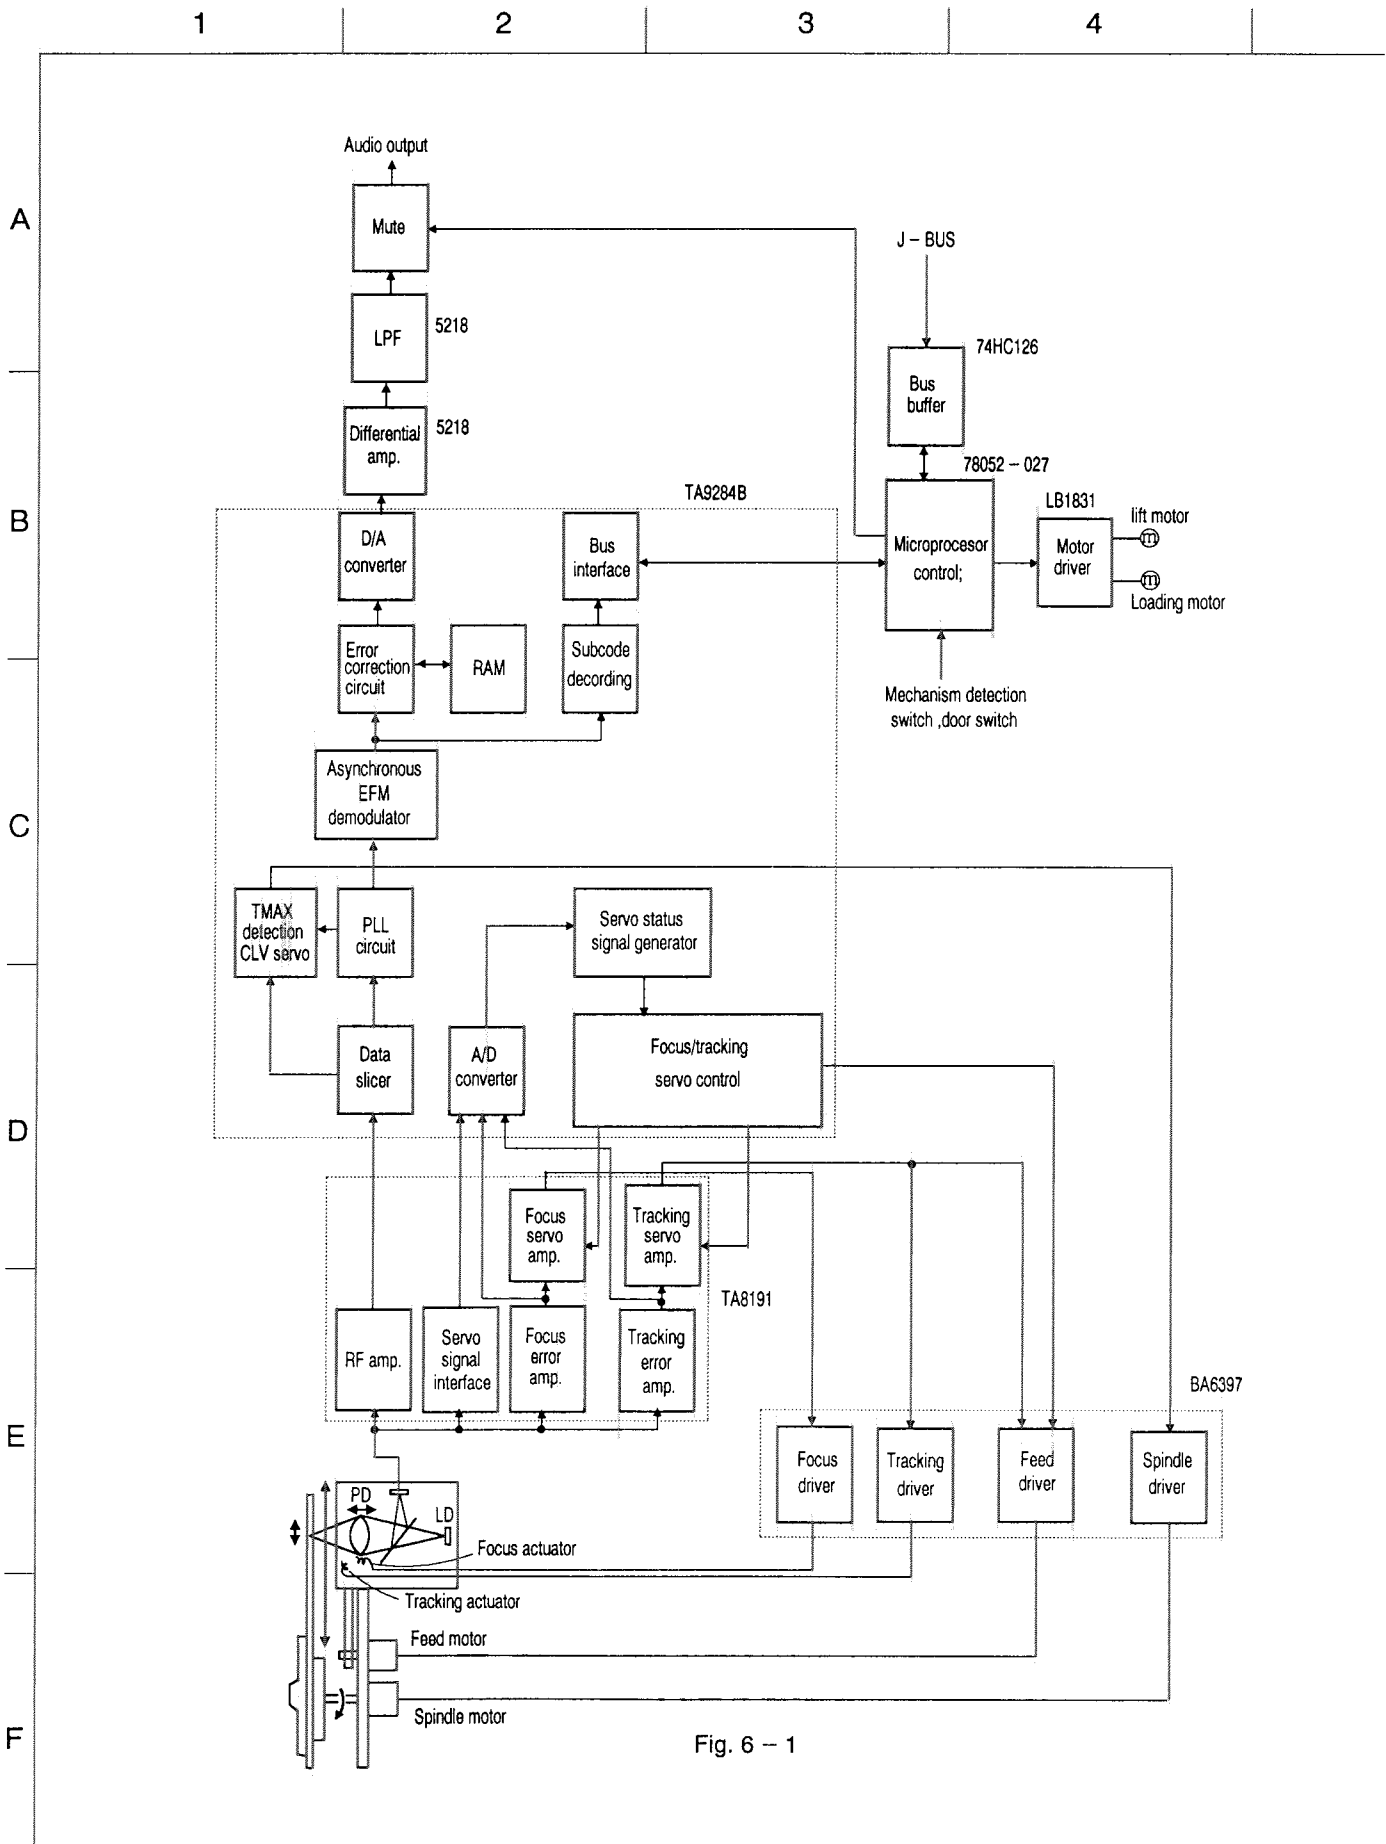 1
2
3
4
A
B
C
D
E
F
Audio output
Mute
LPF
5218
Differential
amp.
5218
J – BUS
74HC126
Bus
buffer
78052 – 027
Microprocesor
control;
LB1831
Motor
driver
lift motor
m
m
Loading motor
Mechanism detection
switch ,door switch
TA9284B
D/A
converter
Bus
interface
Error
correction
circuit
RAM
Subcode
decording
Asynchronous
EFM
demodulator
TMAX
detection
CLV servo
PLL
circuit
Servo status
signal generator
Data
slicer
A/D
converter
Focus/tracking
servo control
Focus
servo
amp.
Tracking
servo
amp.
TA8191
RF amp.
Servo
signal
interface
Focus
error
amp.
Tracking
error
amp.
BA6397
Focus
driver
Tracking
driver
Feed
driver
Spindle
driver
PD
LD
Focus actuator
Tracking actuator
Feed motor
Spindle motor
Fig. 6 – 1